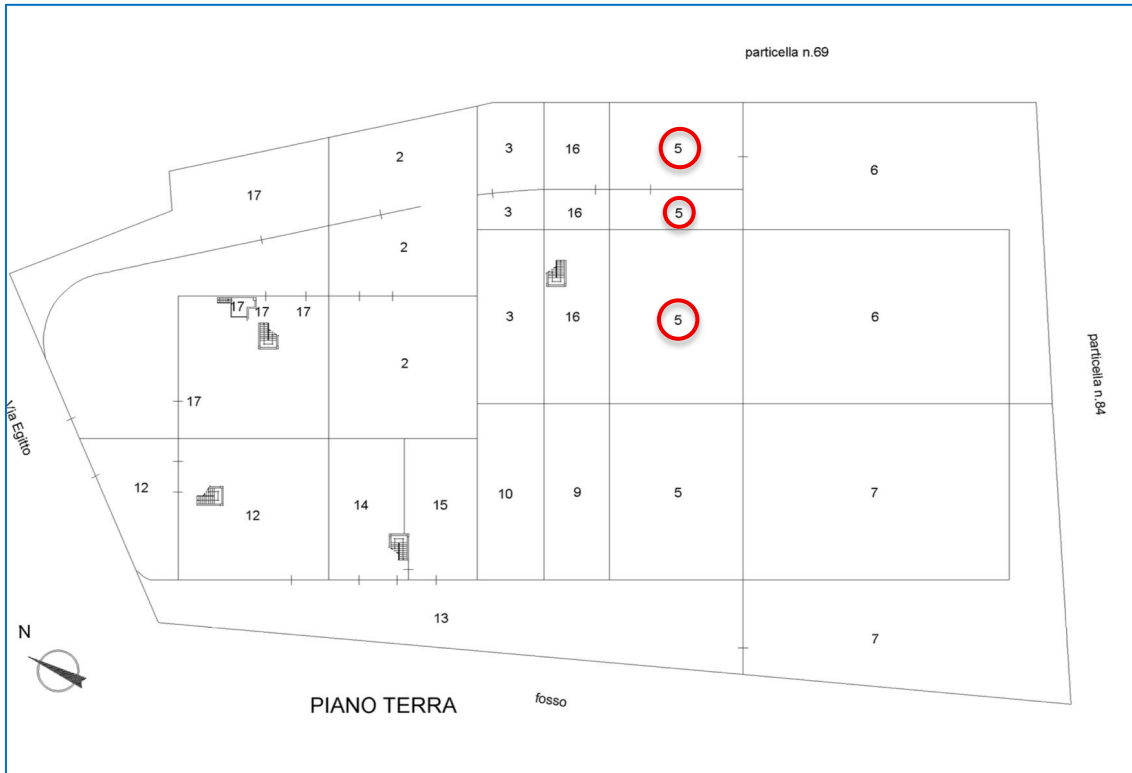 particella n.69
3 16 5
2
6
17
3 16 5
2
17 17 17
3 16 5 6
2
particella n.84
17
Via Egitto
12 14 15 10 9 5 7
12
13
7
N
PIANO TERRA
fosso